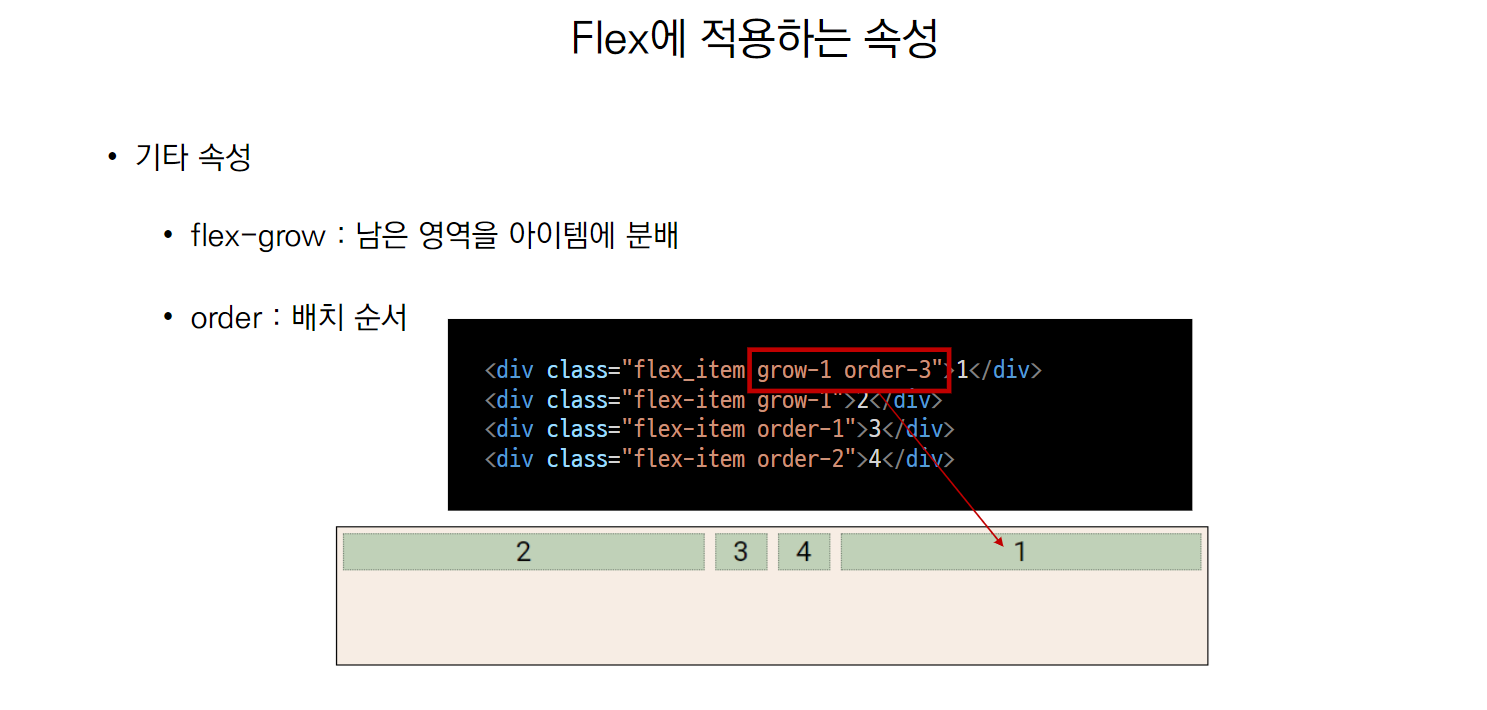 Flex에 적용하는 속성
• 기타 속성
• flex-grow : 남은 영역을 아이템에 분배
• order : 배치 순서
<div class="flex_item grow-1 order-3">1</div>
<div class="flex-item grow-1">2</div>
<div class="flex-item order-1">3</div>
<div class="flex-item order-2">4</div>
2 3 4 1